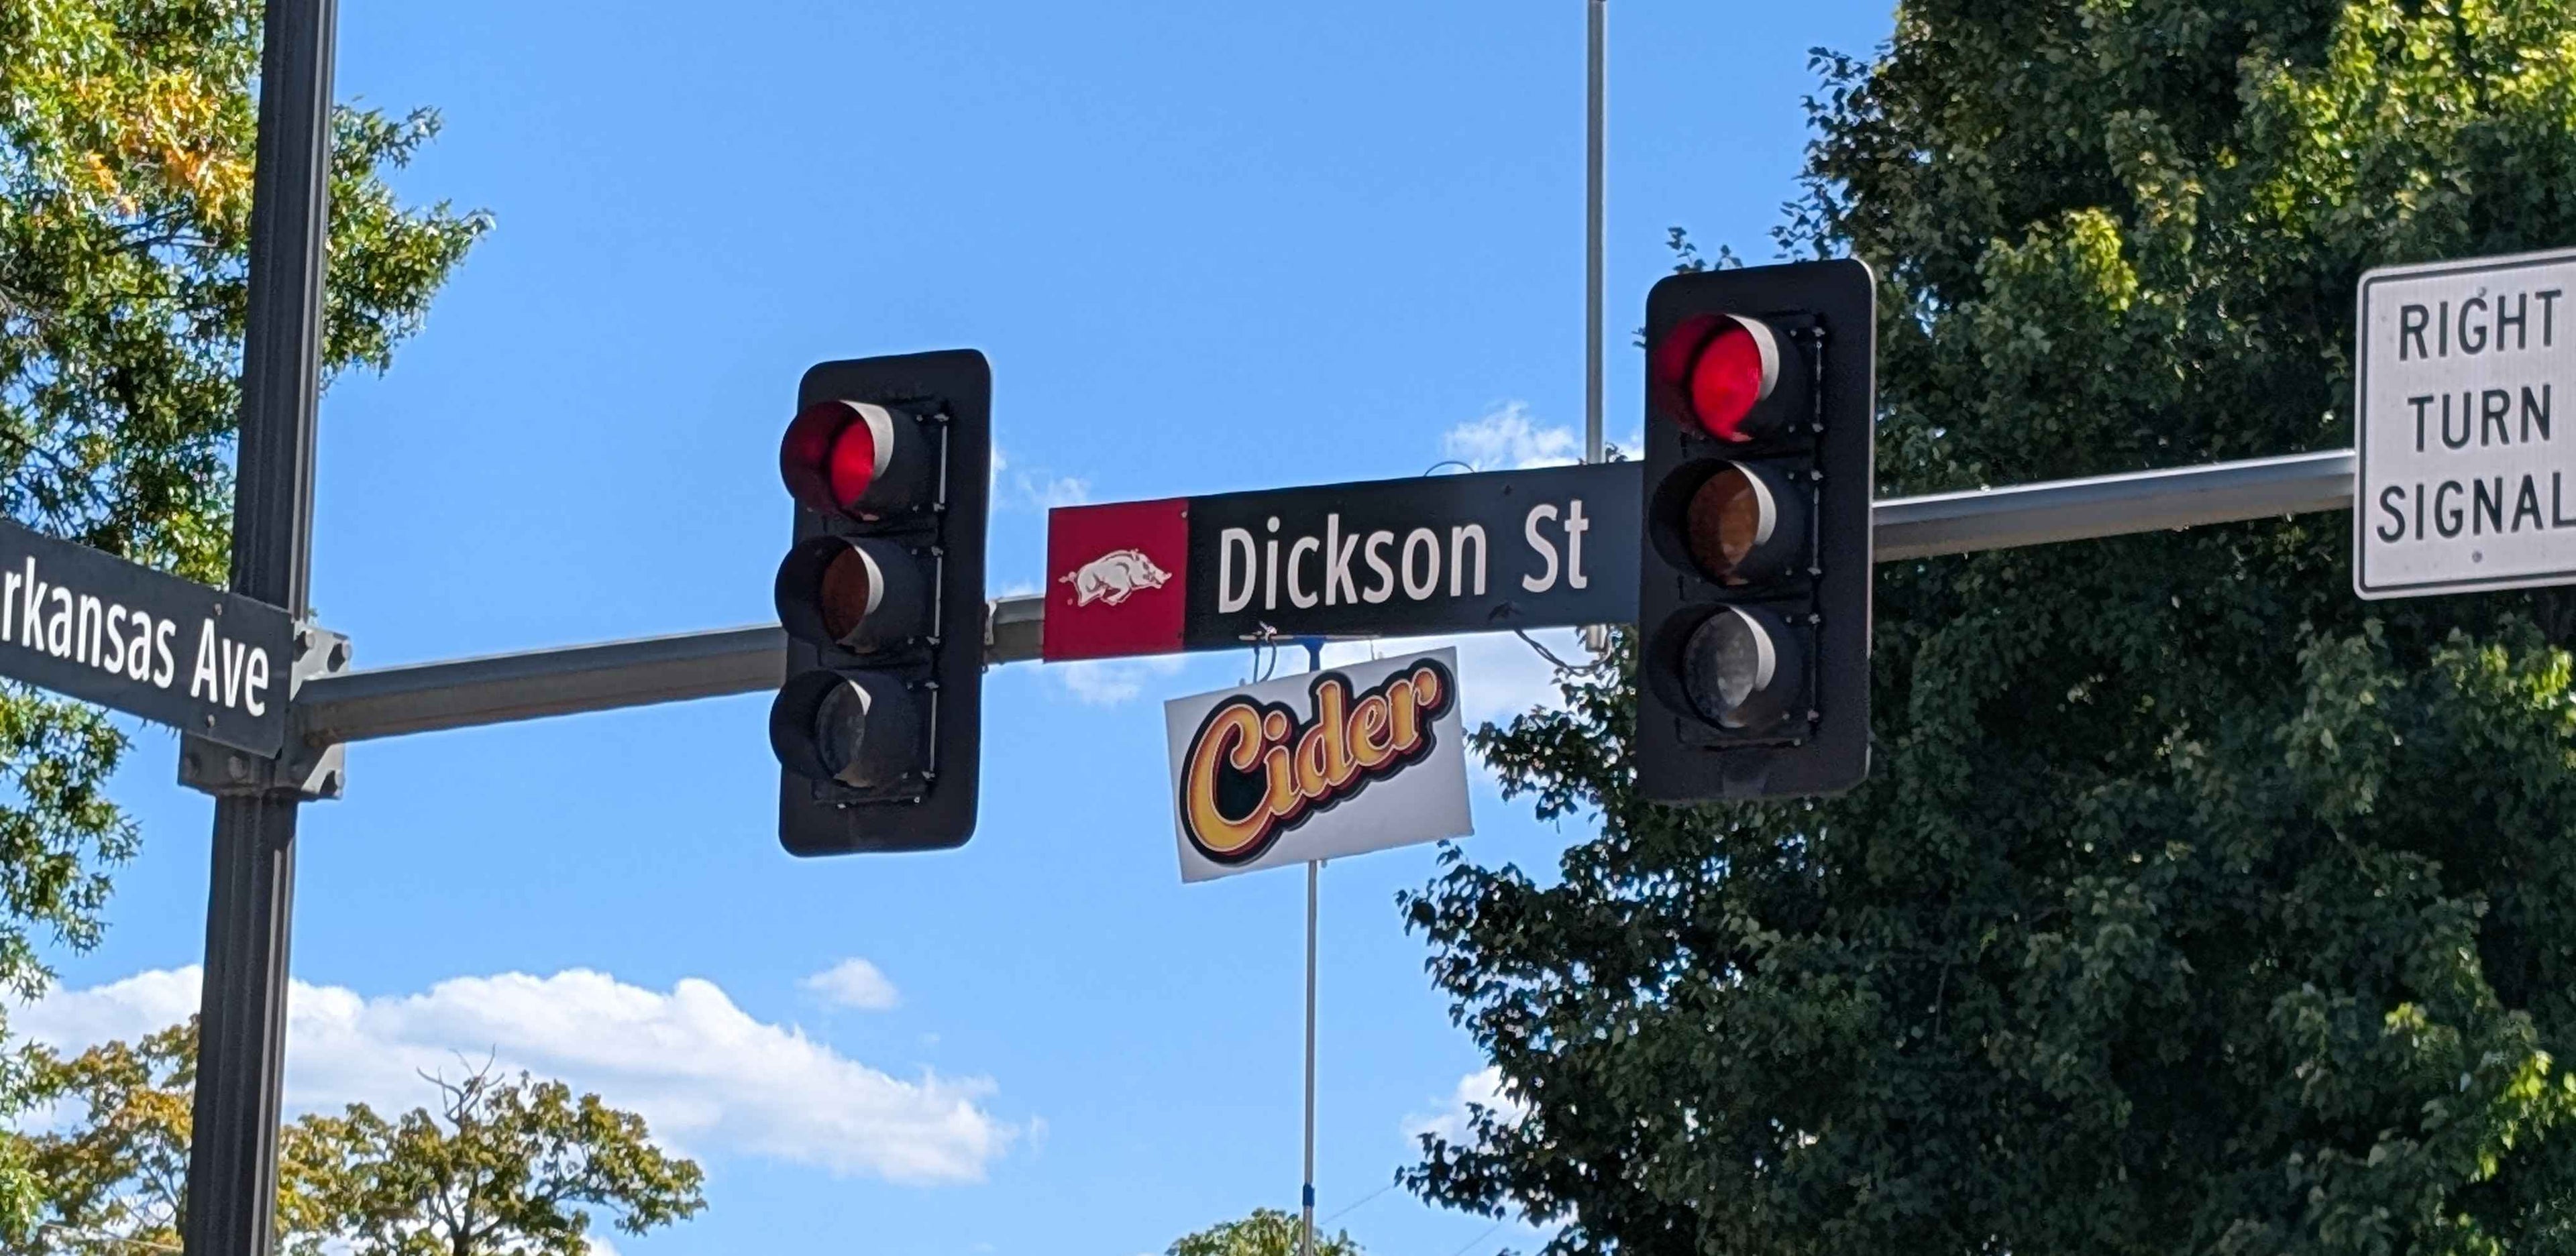 rkansas Ave
Dickson St
Cider
RIGHT
TURN
SIGNAL